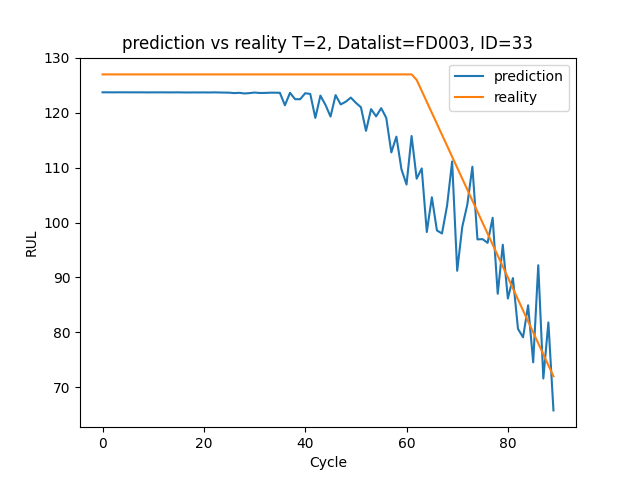 prediction vs reality T=2, Datalist=FD003, ID=33
prediction
reality
RUL
130
120
110
100
90
80
70
0 20 40 60 80
Cycle